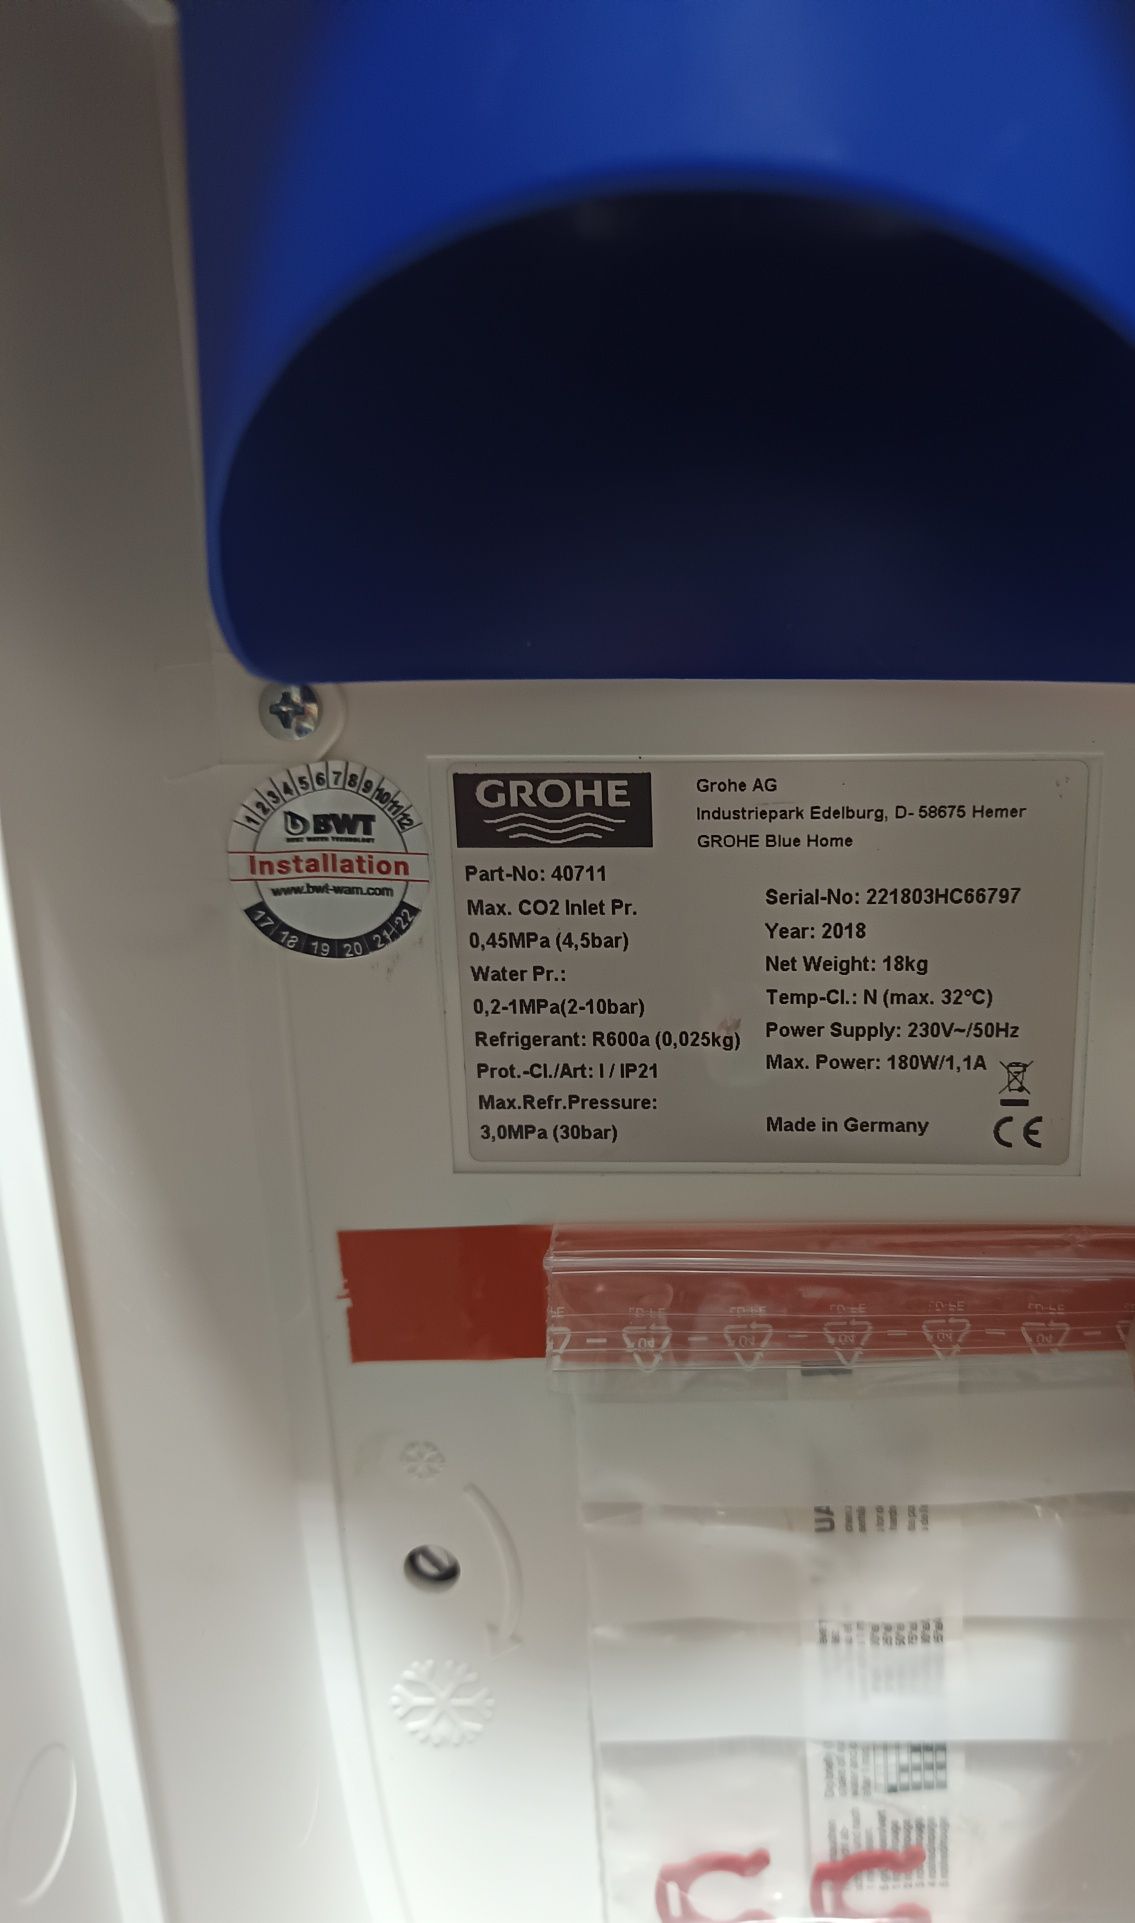 1 2 3 4 5 6 7 8 9 10 11 12
BWT
BEST WATER TECHNOLOGY
Installation
www.bwt-wam.com
17 18 19 20 21 22
GROHE
Grohe AG
Industriepark Edelburg, D- 58675 Hemer
GROHE Blue Home
Part-No: 40711
Max. CO2 Inlet Pr.
0,45MPa (4,5bar)
Water Pr.:
0,2-1MPa(2-10bar)
Refrigerant: R600a (0,025kg)
Prot.-Cl./Art: I / IP21
Max.Refr.Pressure:
3,0MPa (30bar)
Serial-No: 221803HC66797
Year: 2018
Net Weight: 18kg
Temp-Cl.: N (max. 32°C)
Power Supply: 230V~/50Hz
Max. Power: 180W/1,1A
Made in Germany
CE